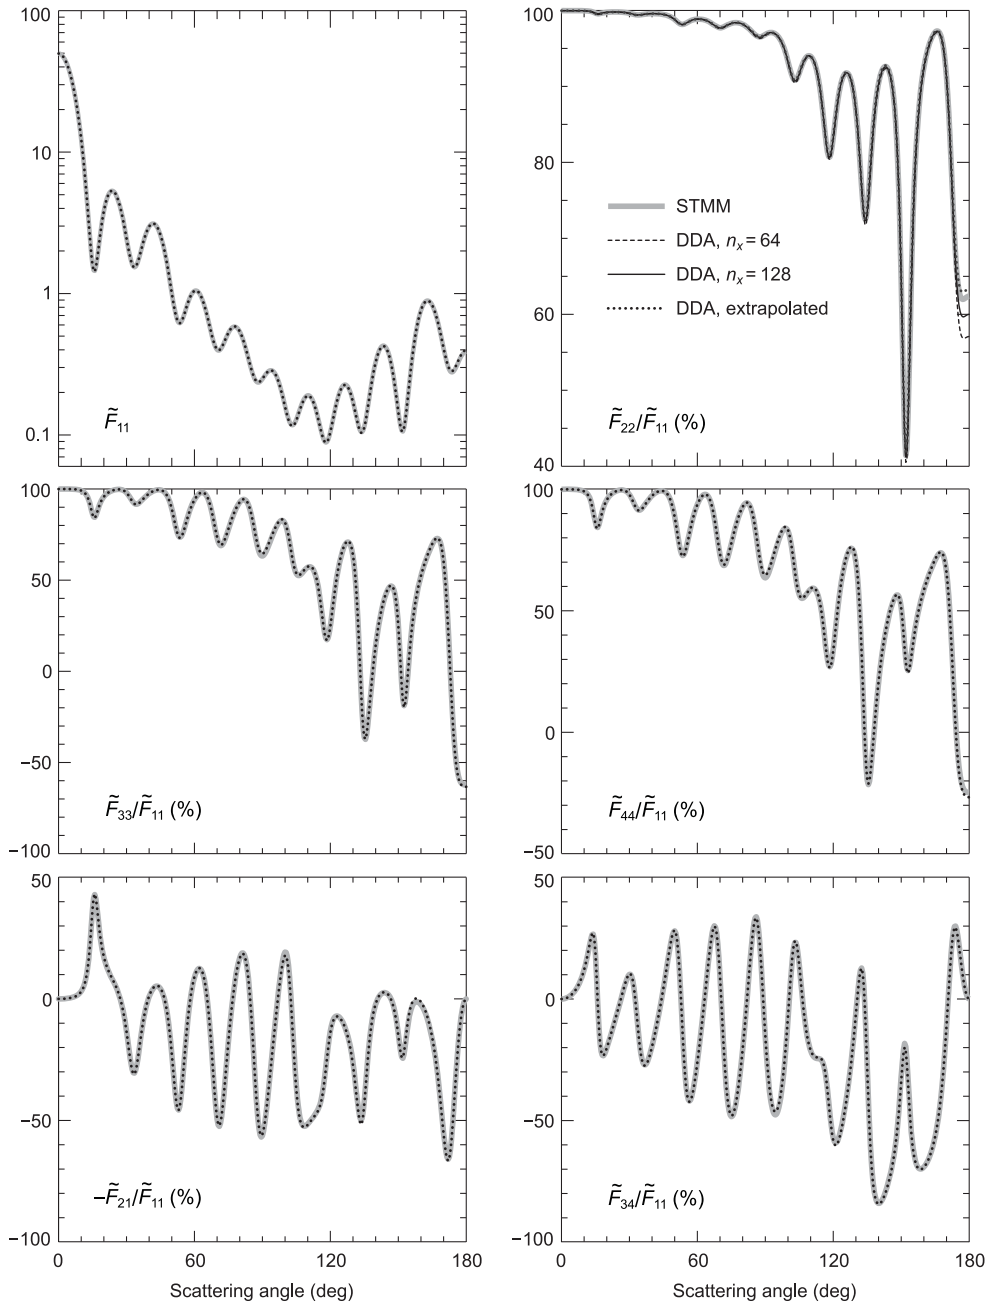 100
10
1
0.1
F̃₁₁
100
80
60
40
STMM
DDA, nₓ = 64
DDA, nₓ = 128
DDA, extrapolated
F̃₂₂/F̃₁₁ (%)
100
50
0
−50
−100
F̃₃₃/F̃₁₁ (%)
100
50
0
−50
F̃₄₄/F̃₁₁ (%)
50
0
−50
−100
−F̃₂₁/F̃₁₁ (%)
0 60 120 180
Scattering angle (deg)
50
0
−50
−100
F̃₃₄/F̃₁₁ (%)
0 60 120 180
Scattering angle (deg)